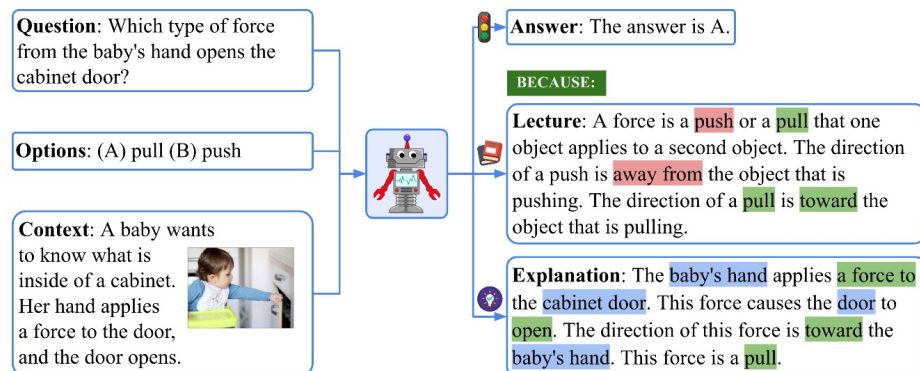 Question: Which type of force
from the baby's hand opens the
cabinet door?
Options: (A) pull (B) push
Context: A baby wants
to know what is
inside of a cabinet.
Her hand applies
a force to the door,
and the door opens.
Answer: The answer is A.
BECAUSE:
Lecture: A force is a push or a pull that one
object applies to a second object. The direction
of a push is away from the object that is
pushing. The direction of a pull is toward the
object that is pulling.
Explanation: The baby's hand applies a force to
the cabinet door. This force causes the door to
open. The direction of this force is toward the
baby's hand. This force is a pull.